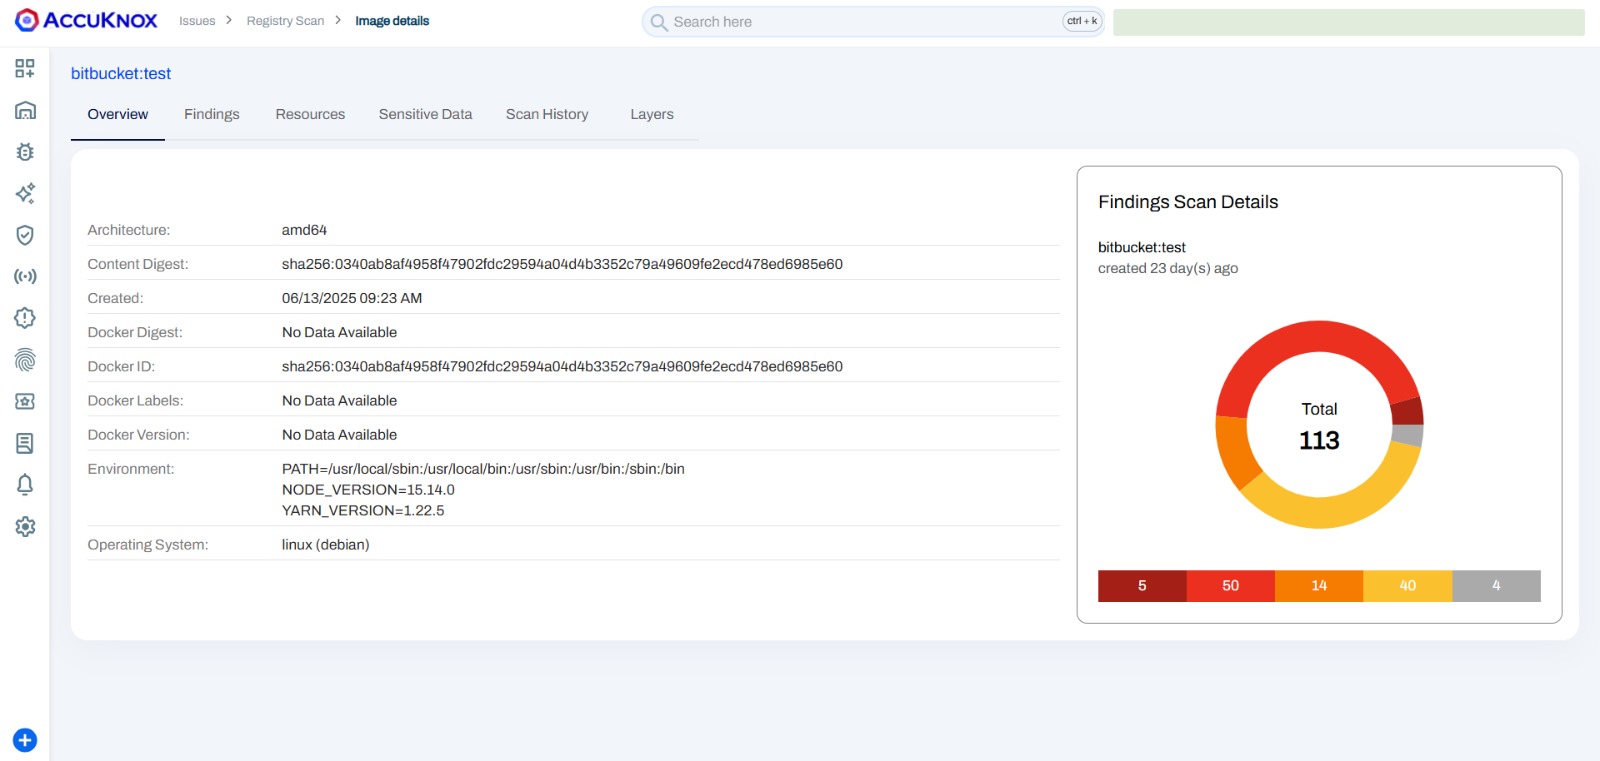 ACCUKNOX Issues > Registry Scan > Image details Search here ctrl + k
bitbucket:test
Overview Findings Resources Sensitive Data Scan History Layers
Architecture: amd64
Content Digest: sha256:0340ab8af4958f47902fdc29594a04d4b3352c79a49609fe2ecd478ed6985e60
Created: 06/13/2025 09:23 AM
Docker Digest: No Data Available
Docker ID: sha256:0340ab8af4958f47902fdc29594a04d4b3352c79a49609fe2ecd478ed6985e60
Docker Labels: No Data Available
Docker Version: No Data Available
Environment: PATH=/usr/local/sbin:/usr/local/bin:/usr/sbin:/usr/bin:/sbin:/bin
NODE_VERSION=15.14.0
YARN_VERSION=1.22.5
Operating System: linux (debian)
Findings Scan Details
bitbucket:test
created 23 day(s) ago
Total
113
5 50 14 40 4